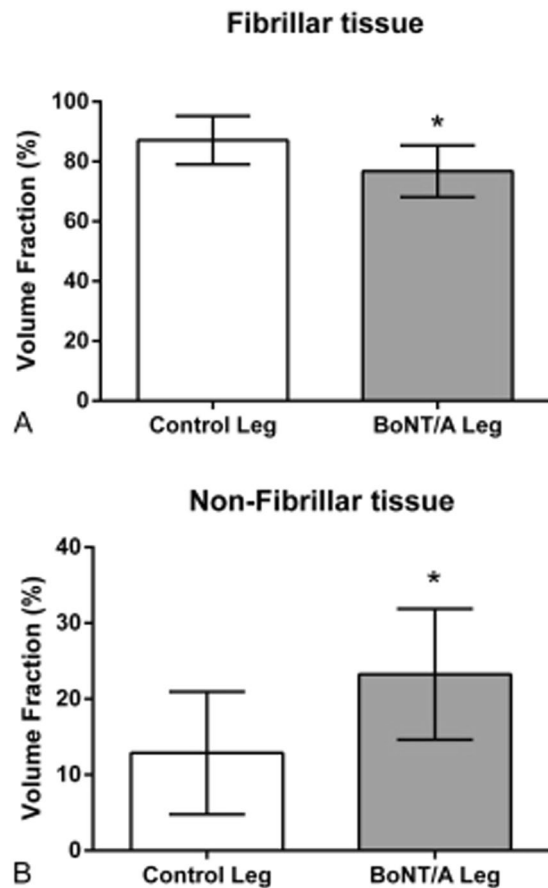 Fibrillar tissue
Volume Fraction (%)
100
80
60
40
20
0
*
Control Leg
BoNT/A Leg
A
Non-Fibrillar tissue
Volume Fraction (%)
40
30
20
10
0
*
Control Leg
BoNT/A Leg
B